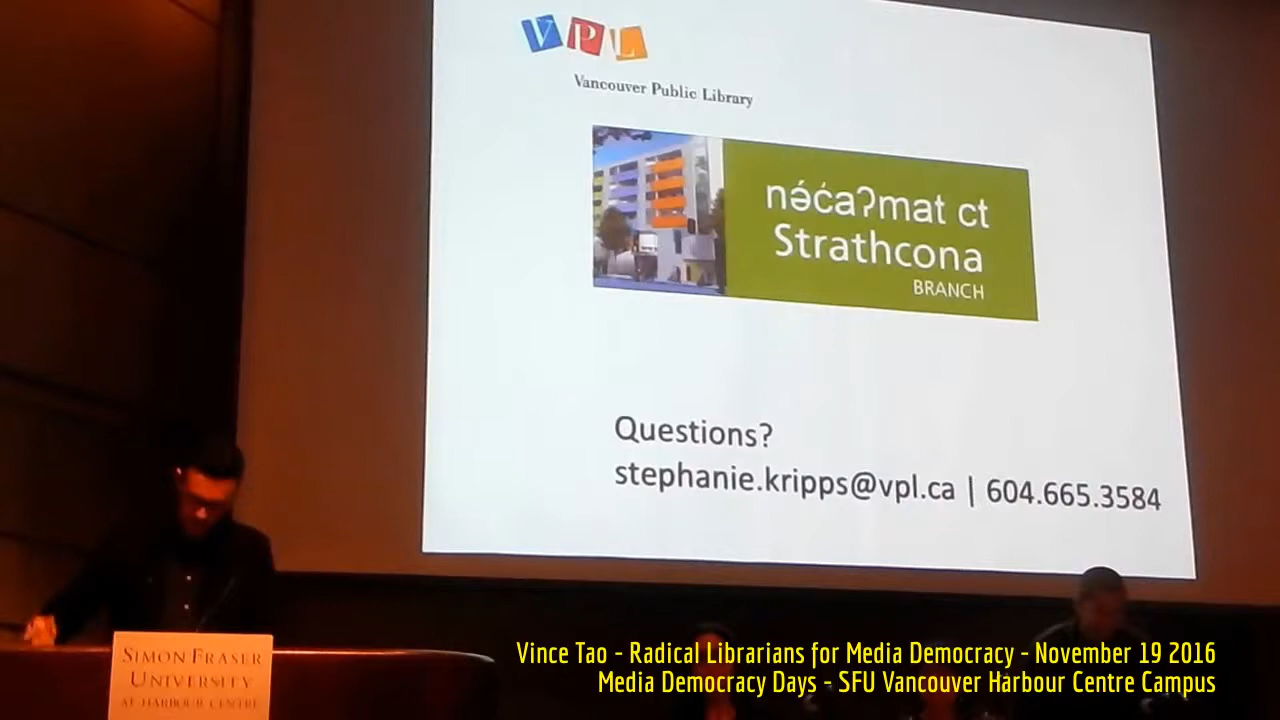 VPL
Vancouver Public Library
nə́c̓aʔmat ct
Strathcona
BRANCH
Questions?
stephanie.kripps@vpl.ca | 604.665.3584
SIMON FRASER
UNIVERSITY
AT HARBOUR CENTRE
Vince Tao - Radical Librarians for Media Democracy - November 19 2016
Media Democracy Days - SFU Vancouver Harbour Centre Campus